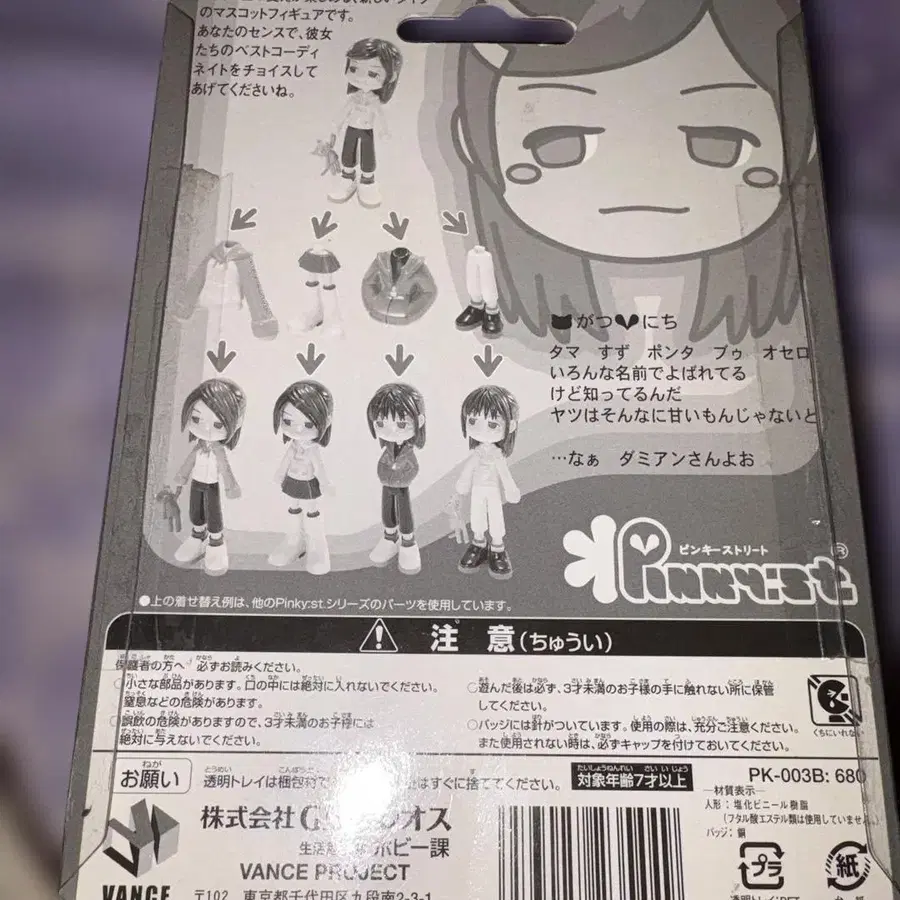 のマスコットフィギュアです。
あなたのセンスで、彼女
たちのベストコーディ
ネイトをチョイスして
あげてくださいね。
がつ にち
タマ すず ポンタ ブゥ オセロ
いろんな名前でよばれてる
けど知ってるんだ
ヤツはそんなに甘いもんじゃないと
…なぁ ダミアンさんよお
ピンキーストリート
Pinky:st ®
●上の着せ替え例は、他のPinky:st.シリーズのパーツを使用しています。
注意(ちゅうい)
保護者の方へ 必ずお読みください。
○小さな部品があります。口の中には絶対に入れないでください。
窒息などの危険があります。
○誤飲の危険がありますので、3才未満のお子様には
絶対に与えないでください。
○遊んだ後は必ず、3才未満のお子様の手に触れない所に保管
してください。
○バッジには針がついています。使用の際は、充分ご注意ください。
また使用されない時は、必ずキャップを付けておいてください。
くちにいれない
お願い
透明トレイは梱包材で
はすぐに捨ててください。
対象年齢7才以上
PK-003B: 680
材質表示
人形:塩化ビニール樹脂
(フタル酸エステル類は使用していません。)
バッジ:鋼
株式会社G
オス
生活
ホビー課
VANCE PROJECT
VANCE
〒102 東京都千代田区九段南2-3-1
プラ
紙
透明トレイ:PET